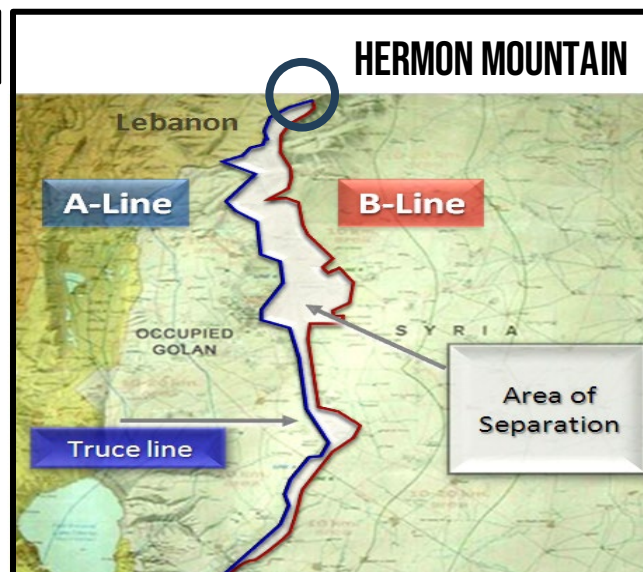 HERMON MOUNTAIN
Lebanon
A-Line
B-Line
OCCUPIED
GOLAN
SYRIA
Area of
Separation
Truce line